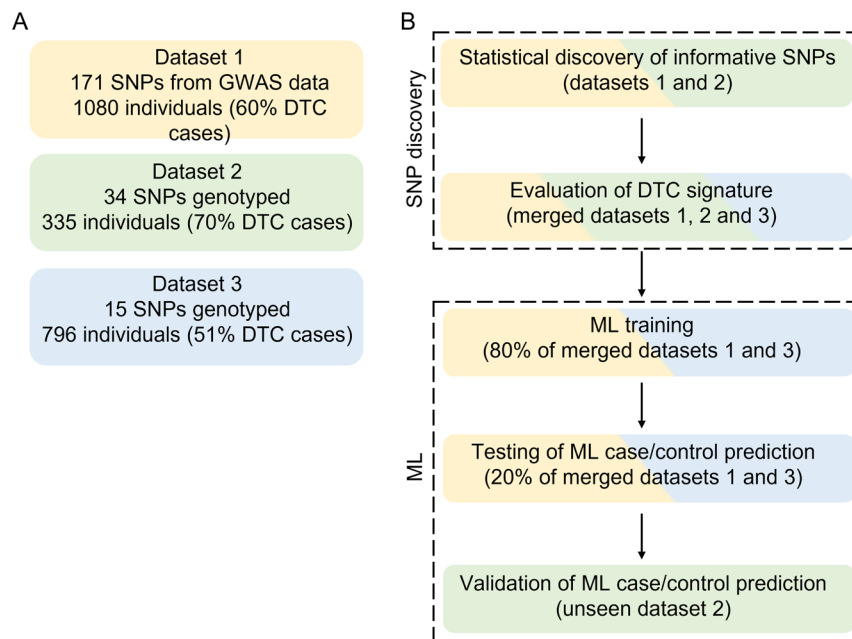 A
Dataset 1
171 SNPs from GWAS data
1080 individuals (60% DTC
cases)
Dataset 2
34 SNPs genotyped
335 individuals (70% DTC cases)
Dataset 3
15 SNPs genotyped
796 individuals (51% DTC cases)
B
SNP discovery
Statistical discovery of informative SNPs
(datasets 1 and 2)
Evaluation of DTC signature
(merged datasets 1, 2 and 3)
ML
ML training
(80% of merged datasets 1 and 3)
Testing of ML case/control prediction
(20% of merged datasets 1 and 3)
Validation of ML case/control prediction
(unseen dataset 2)